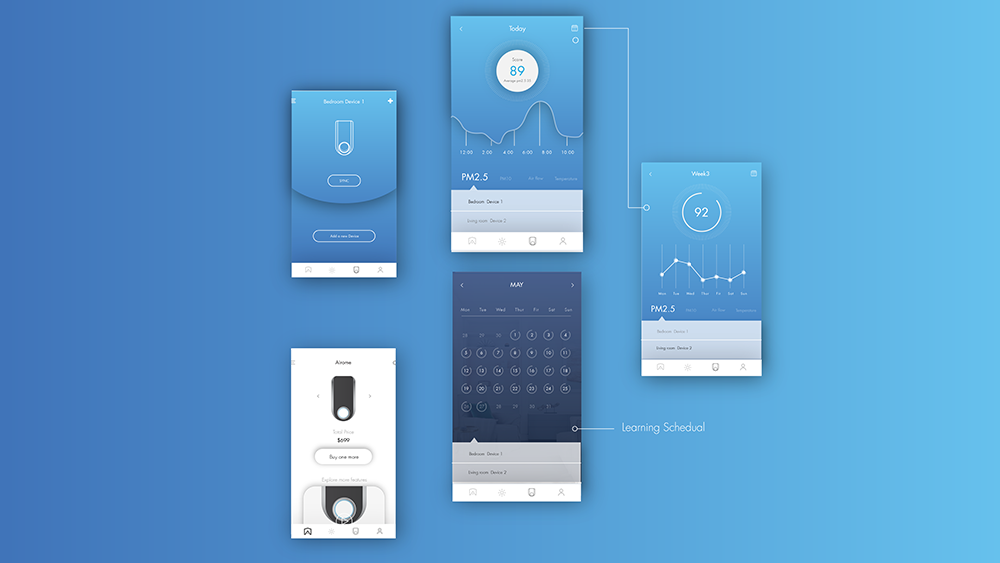 Bedroom Device 1
SYNC
Add a new Device
Today
Score
89
Average pm2.5 35
12:00 2:00 4:00 6:00 8:00 10:00
PM2.5 Air Flow Temperature
Bedroom Device 1
Living room Device 2
Week3
92
Mon Tue Wed Thur Fri Sat Sun
PM2.5 Air Flow Temperature
Bedroom Device 1
Living room Device 2
MAY
Mon Tue Wed Thur Fri Sat Sun
28 29 30 1 2 3 4
5 6 7 8 9 10 11
12 13 14 15 16 17 18
19 20 21 22 23 24 25
26 27 28 29 30 31
Bedroom Device 1
Living room Device 2
Learning Schedual
Airome
Total Price
$699
Buy one more
Explore more features